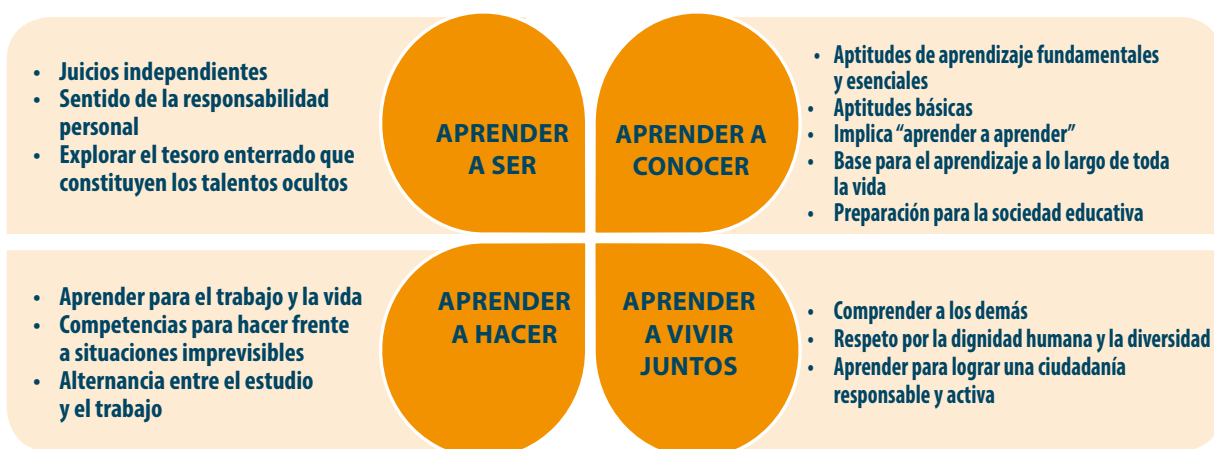 • Juicios independientes
• Sentido de la responsabilidad
personal
• Explorar el tesoro enterrado que
constituyen los talentos ocultos
APRENDER
A SER
APRENDER A
CONOCER
• Aptitudes de aprendizaje fundamentales
y esenciales
• Aptitudes básicas
• Implica “aprender a aprender”
• Base para el aprendizaje a lo largo de toda
la vida
• Preparación para la sociedad educativa
• Aprender para el trabajo y la vida
• Competencias para hacer frente
a situaciones imprevisibles
• Alternancia entre el estudio
y el trabajo
APRENDER
A HACER
APRENDER
A VIVIR
JUNTOS
• Comprender a los demás
• Respeto por la dignidad humana y la diversidad
• Aprender para lograr una ciudadanía
responsable y activa